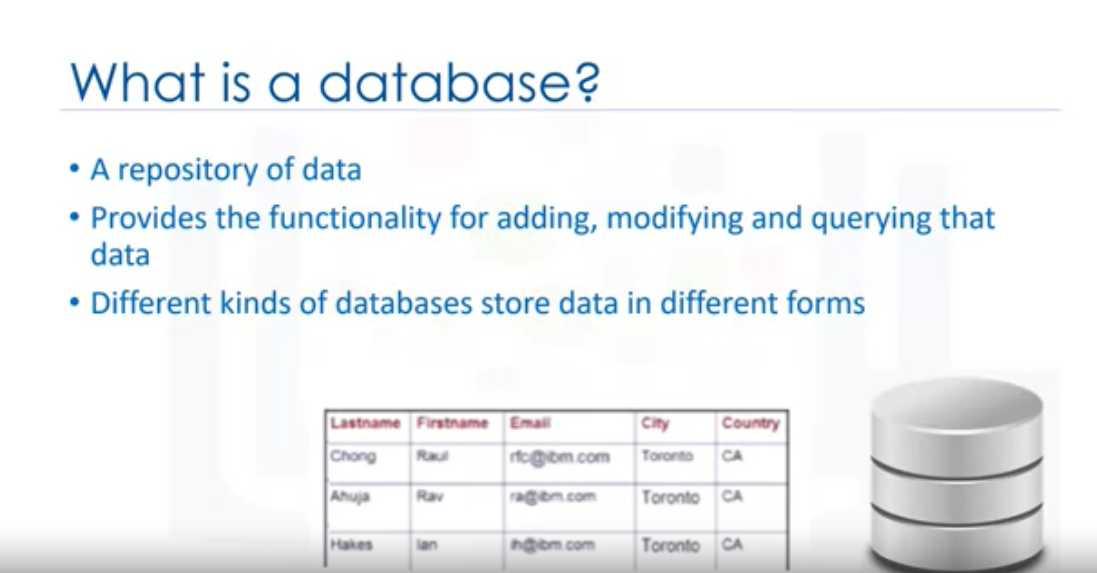 What is a database?
• A repository of data
• Provides the functionality for adding, modifying and querying that
data
• Different kinds of databases store data in different forms
Lastname Firstname Email City Country
Chong Raul rfc@ibm.com Toronto CA
Ahuja Rav ra@ibm.com Toronto CA
Hakes Ian ih@ibm.com Toronto CA